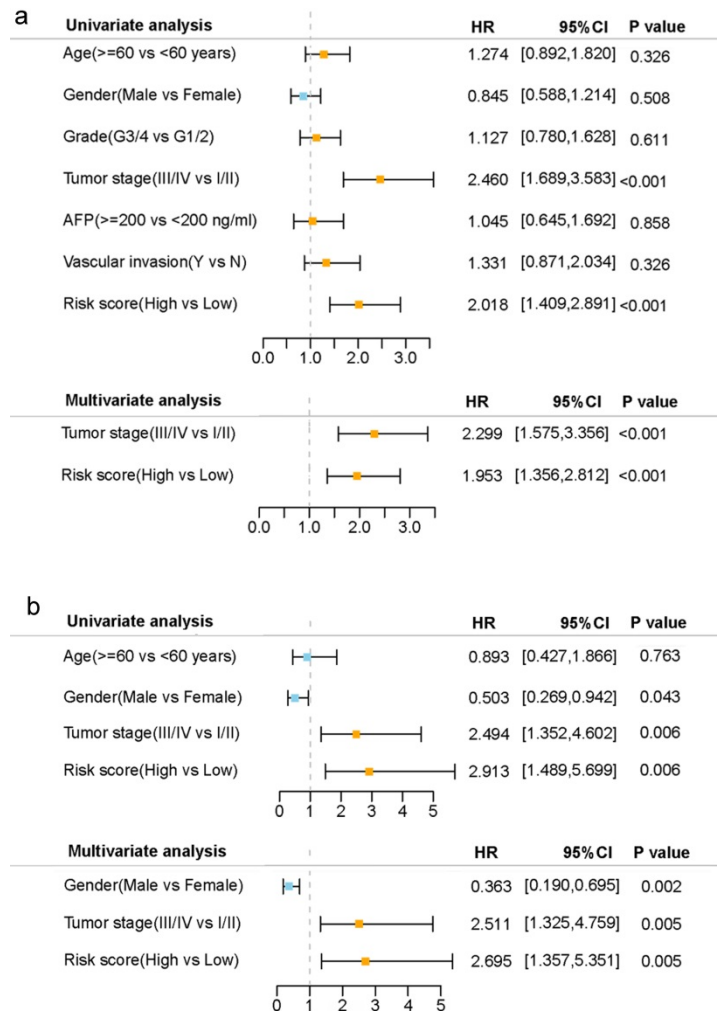 a
Univariate analysis HR 95%CI P value
Age(>=60 vs <60 years) 1.274 [0.892,1.820] 0.326
Gender(Male vs Female) 0.845 [0.588,1.214] 0.508
Grade(G3/4 vs G1/2) 1.127 [0.780,1.628] 0.611
Tumor stage(III/IV vs I/II) 2.460 [1.689,3.583] <0.001
AFP(>=200 vs <200 ng/ml) 1.045 [0.645,1.692] 0.858
Vascular invasion(Y vs N) 1.331 [0.871,2.034] 0.326
Risk score(High vs Low) 2.018 [1.409,2.891] <0.001
0.0 1.0 2.0 3.0
Multivariate analysis HR 95%CI P value
Tumor stage(III/IV vs I/II) 2.299 [1.575,3.356] <0.001
Risk score(High vs Low) 1.953 [1.356,2.812] <0.001
0.0 1.0 2.0 3.0
b
Univariate analysis HR 95%CI P value
Age(>=60 vs <60 years) 0.893 [0.427,1.866] 0.763
Gender(Male vs Female) 0.503 [0.269,0.942] 0.043
Tumor stage(III/IV vs I/II) 2.494 [1.352,4.602] 0.006
Risk score(High vs Low) 2.913 [1.489,5.699] 0.006
0 1 2 3 4 5
Multivariate analysis HR 95%CI P value
Gender(Male vs Female) 0.363 [0.190,0.695] 0.002
Tumor stage(III/IV vs I/II) 2.511 [1.325,4.759] 0.005
Risk score(High vs Low) 2.695 [1.357,5.351] 0.005
0 1 2 3 4 5